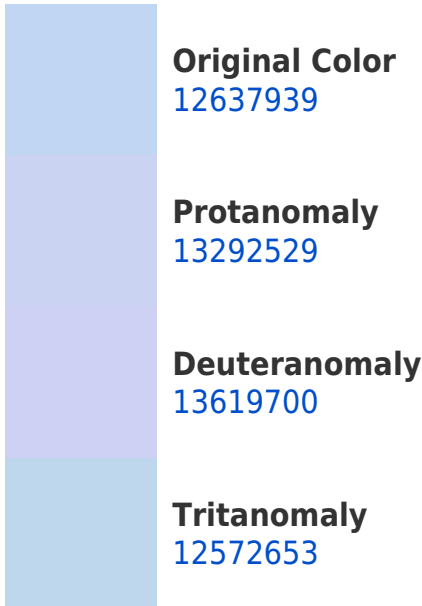 Original Color
12637939
Protanomaly
13292529
Deuteranomaly
13619700
Tritanomaly
12572653